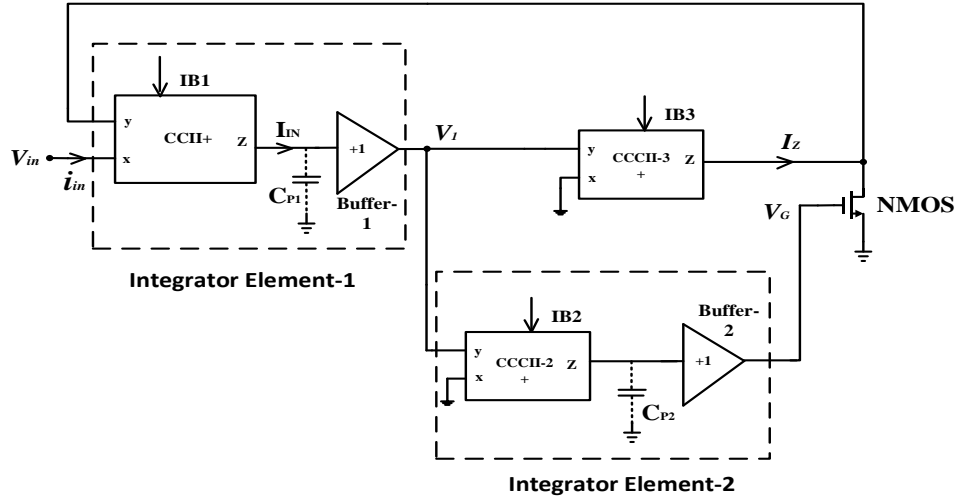 IB1
y
CCII+
Z
x
Vin
iin
IIN
CP1
+1
Buffer-
1
V1
Integrator Element-1
IB3
y
CCCII-3
Z
x
+
IZ
NMOS
VG
IB2
y
CCCII-2
Z
x
+
CP2
Buffer-
2
+1
Integrator Element-2